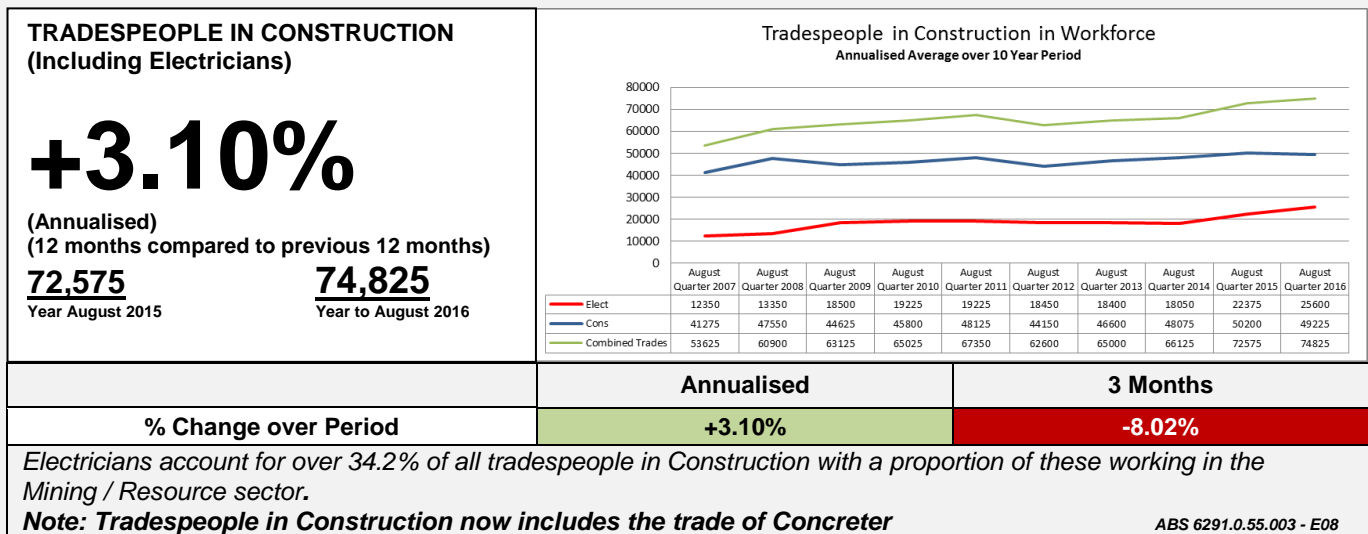 TRADESPEOPLE IN CONSTRUCTION
(Including Electricians)
+3.10%
(Annualised)
(12 months compared to previous 12 months)
72,575 74,825
Year August 2015 Year to August 2016
Tradespeople in Construction in Workforce
Annualised Average over 10 Year Period
80000
70000
60000
50000
40000
30000
20000
10000
0
August August August August August August August August August August
Quarter 2007 Quarter 2008 Quarter 2009 Quarter 2010 Quarter 2011 Quarter 2012 Quarter 2013 Quarter 2014 Quarter 2015 Quarter 2016
Elect 12350 13350 18500 19225 19225 18450 18400 18050 22375 25600
Cons 41275 47550 44625 45800 48125 44150 46600 48075 50200 49225
Combined Trades 53625 60900 63125 65025 67350 62600 65000 66125 72575 74825
Annualised 3 Months
% Change over Period +3.10% -8.02%
Electricians account for over 34.2% of all tradespeople in Construction with a proportion of these working in the
Mining / Resource sector.
Note: Tradespeople in Construction now includes the trade of Concreter ABS 6291.0.55.003 - E08